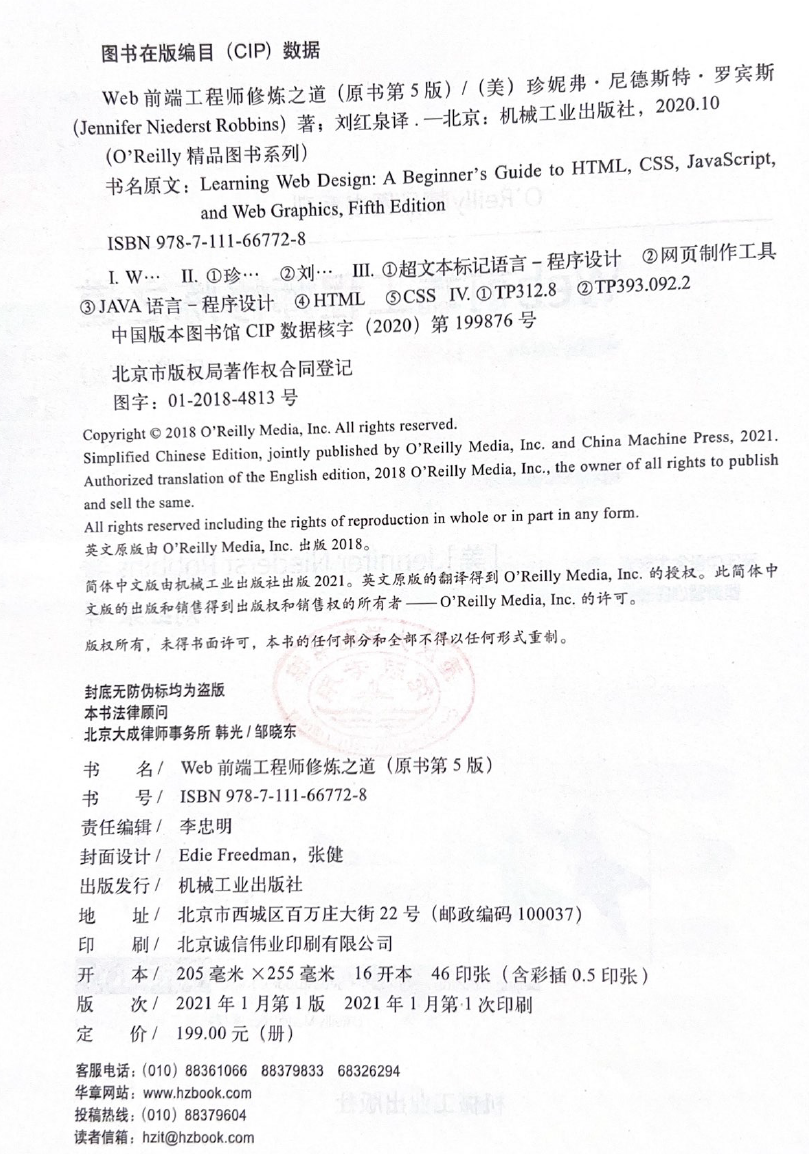 图书在版编目（CIP）数据
Web 前端工程师修炼之道（原书第 5 版）/（美）珍妮弗·尼德斯特·罗宾斯
(Jennifer Niederst Robbins) 著；刘红泉译 . —北京：机械工业出版社，2020.10
（O'Reilly 精品图书系列）
书名原文：Learning Web Design: A Beginner's Guide to HTML, CSS, JavaScript,
and Web Graphics, Fifth Edition
ISBN 978-7-111-66772-8
I. W… II. ①珍… ②刘… III. ①超文本标记语言 – 程序设计 ②网页制作工具
③JAVA 语言 – 程序设计 ④HTML ⑤CSS IV. ①TP312.8 ②TP393.092.2
中国版本图书馆 CIP 数据核字（2020）第 199876 号
北京市版权局著作权合同登记
图字：01-2018-4813 号
Copyright © 2018 O'Reilly Media, Inc. All rights reserved.
Simplified Chinese Edition, jointly published by O'Reilly Media, Inc. and China Machine Press, 2021.
Authorized translation of the English edition, 2018 O'Reilly Media, Inc., the owner of all rights to publish
and sell the same.
All rights reserved including the rights of reproduction in whole or in part in any form.
英文原版由 O'Reilly Media, Inc. 出版 2018。
简体中文版由机械工业出版社出版 2021。英文原版的翻译得到 O'Reilly Media, Inc. 的授权。此简体中
文版的出版和销售得到出版权和销售权的所有者 —— O'Reilly Media, Inc. 的许可。
版权所有，未得书面许可，本书的任何部分和全部不得以任何形式重制。
封底无防伪标均为盗版
本书法律顾问
北京大成律师事务所 韩光 / 邹晓东
书 名 / Web 前端工程师修炼之道（原书第 5 版）
书 号 / ISBN 978-7-111-66772-8
责任编辑 / 李忠明
封面设计 / Edie Freedman，张健
出版发行 / 机械工业出版社
地 址 / 北京市西城区百万庄大街 22 号（邮政编码 100037）
印 刷 / 北京诚信伟业印刷有限公司
开 本 / 205 毫米 ×255 毫米 16 开本 46 印张（含彩插 0.5 印张）
版 次 / 2021 年 1 月第 1 版 2021 年 1 月第 1 次印刷
定 价 / 199.00 元（册）
客服电话：（010）88361066 88379833 68326294
华章网站：www.hzbook.com
投稿热线：（010）88379604
读者信箱：hzit@hzbook.com